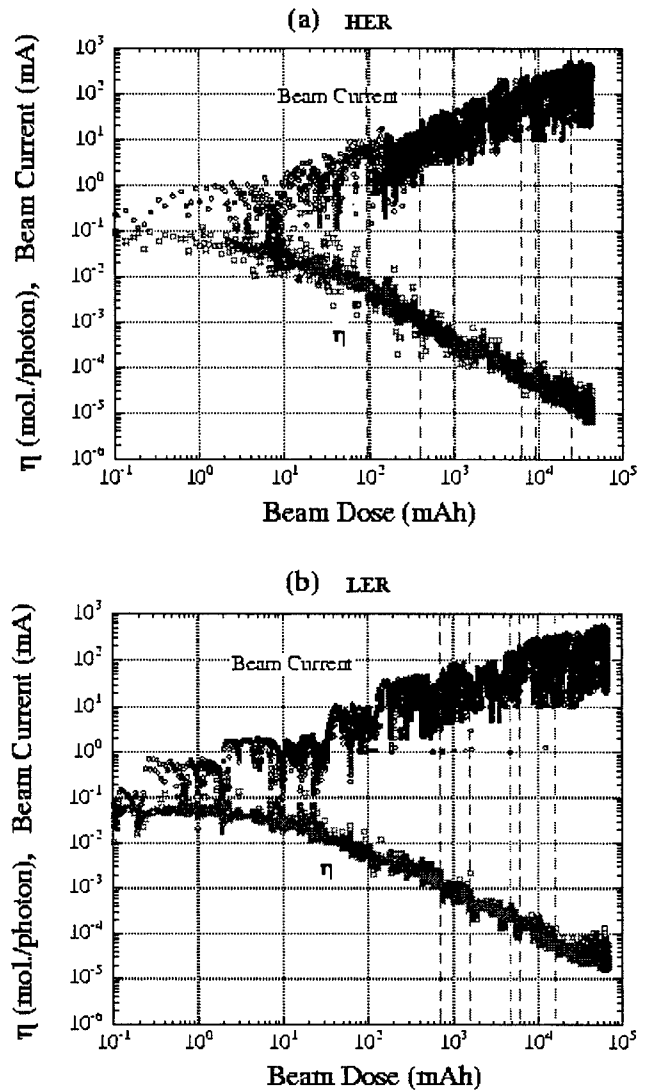 (a) HER
η (mol./photon), Beam Current (mA)
10³
10²
10¹
10⁰
10⁻¹
10⁻²
10⁻³
10⁻⁴
10⁻⁵
10⁻⁶
Beam Current
η
10⁻¹ 10⁰ 10¹ 10² 10³ 10⁴ 10⁵
Beam Dose (mAh)
(b) LER
η (mol./photon), Beam Current (mA)
10³
10²
10¹
10⁰
10⁻¹
10⁻²
10⁻³
10⁻⁴
10⁻⁵
10⁻⁶
Beam Current
η
10⁻¹ 10⁰ 10¹ 10² 10³ 10⁴ 10⁵
Beam Dose (mAh)